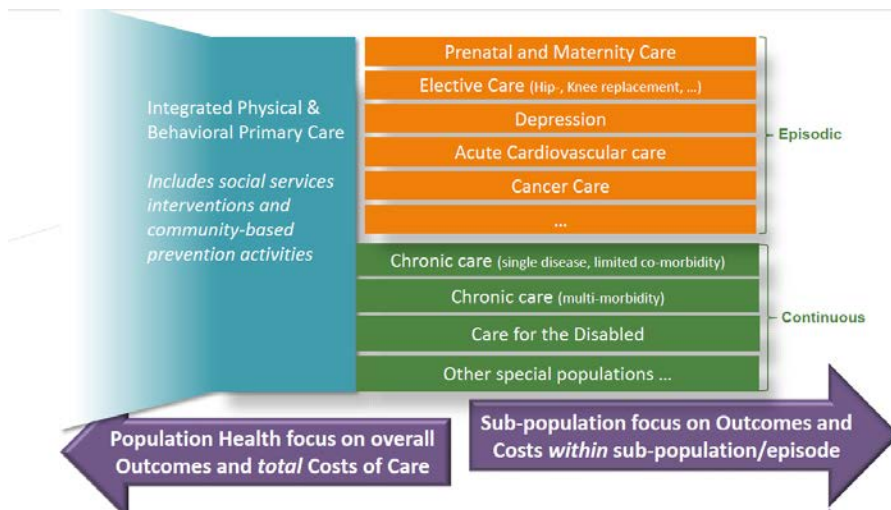 Integrated Physical &
Behavioral Primary Care
Includes social services
interventions and
community-based
prevention activities
Prenatal and Maternity Care
Elective Care (Hip-, Knee replacement, …)
Depression
Acute Cardiovascular care
Cancer Care
…
Episodic
Chronic care (single disease, limited co-morbidity)
Chronic care (multi-morbidity)
Care for the Disabled
Other special populations …
Continuous
Population Health focus on overall
Outcomes and total Costs of Care
Sub-population focus on Outcomes and
Costs within sub-population/episode